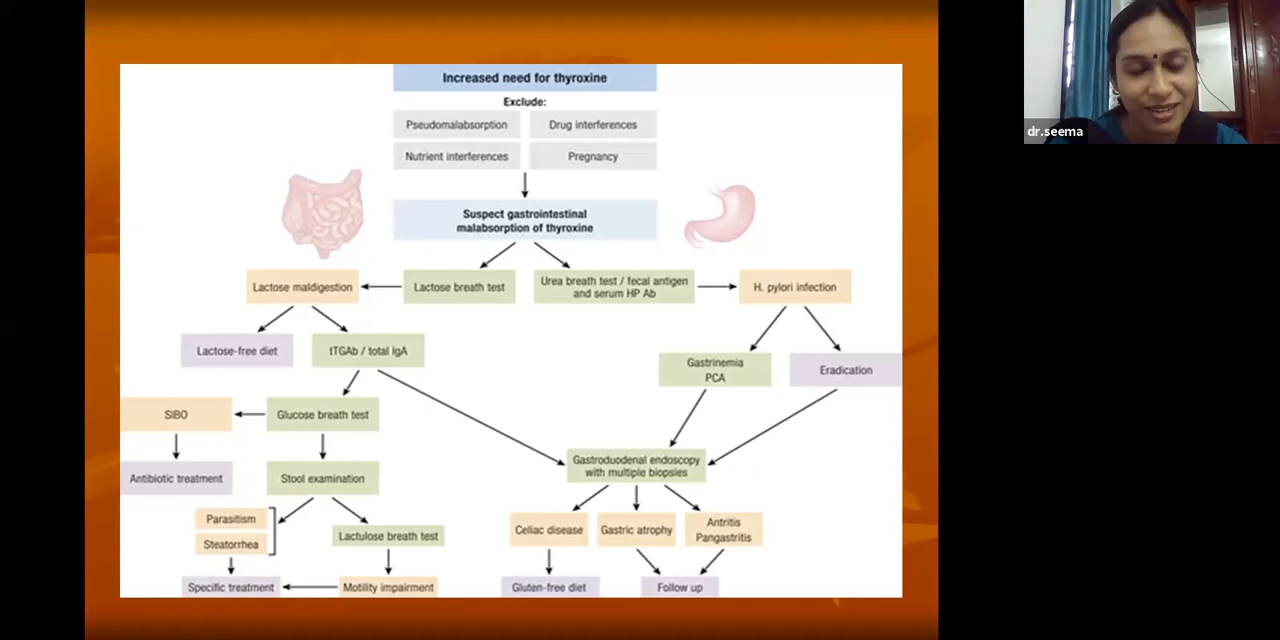 Increased need for thyroxine
Exclude:
Pseudomalabsorption
Drug interferences
Nutrient interferences
Pregnancy
Suspect gastrointestinal
malabsorption of thyroxine
Lactose maldigestion
Lactose breath test
Urea breath test / fecal antigen
and serum HP Ab
H. pylori infection
Lactose-free diet
tTGAb / total IgA
Gastrinemia
PCA
Eradication
SIBO
Glucose breath test
Gastroduodenal endoscopy
with multiple biopsies
Antibiotic treatment
Stool examination
Parasitism
Steatorrhea
Lactulose breath test
Celiac disease
Gastric atrophy
Antritis
Pangastritis
Specific treatment
Motility impairment
Gluten-free diet
Follow up
dr.seema